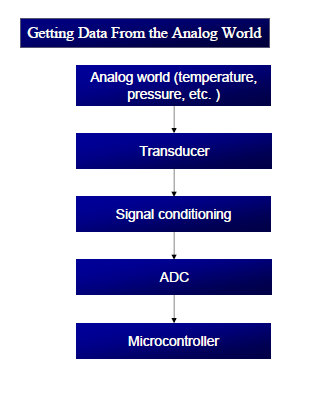 Getting Data From the Analog World
Analog world (temperature,
pressure, etc. )
Transducer
Signal conditioning
ADC
Microcontroller